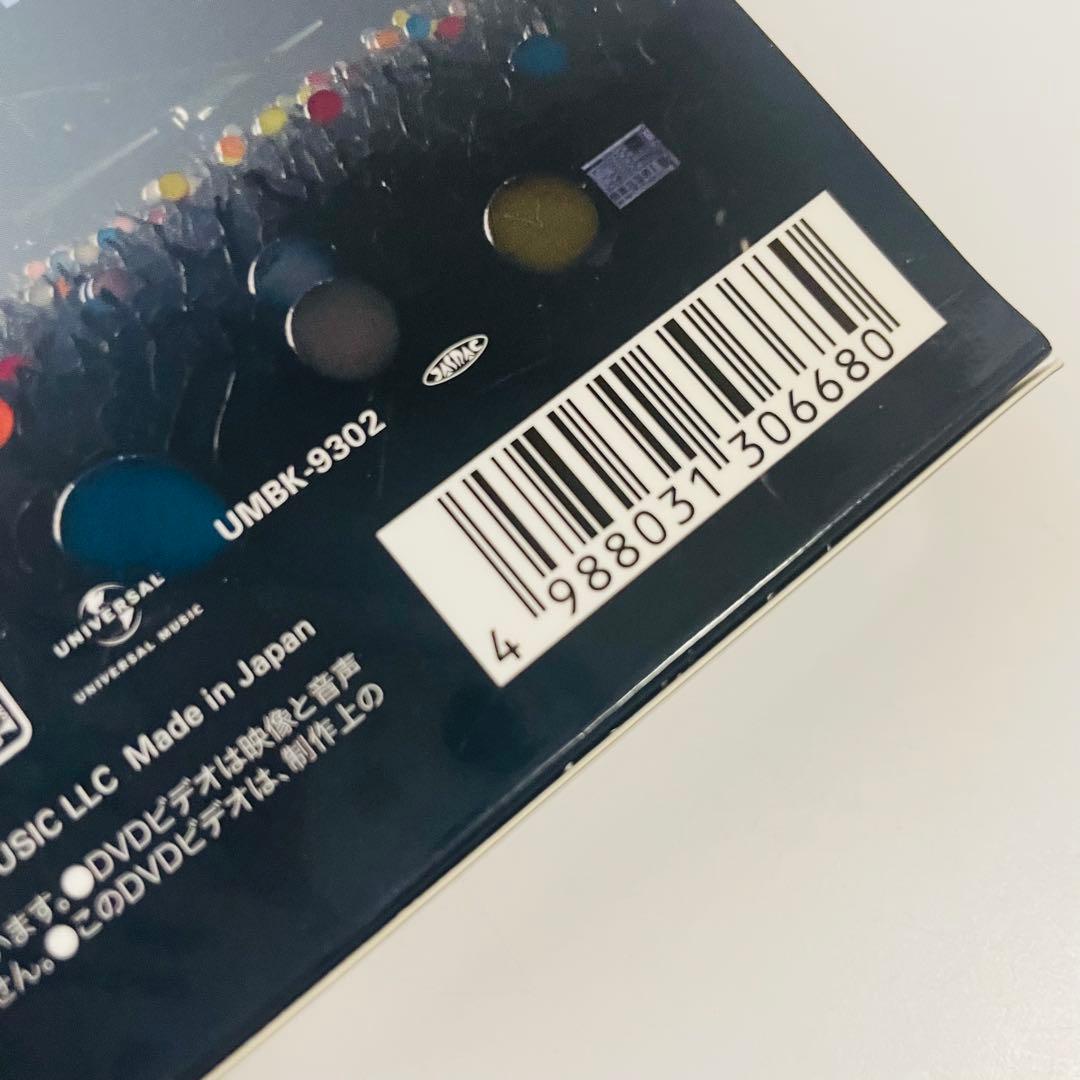 UMBK-9302
JASRAC
4 988031 306680
UNIVERSAL
UNIVERSAL MUSIC
USIC LLC Made in Japan
います。●DVDビデオは映像と音声
せん。●このDVDビデオは、制作上の